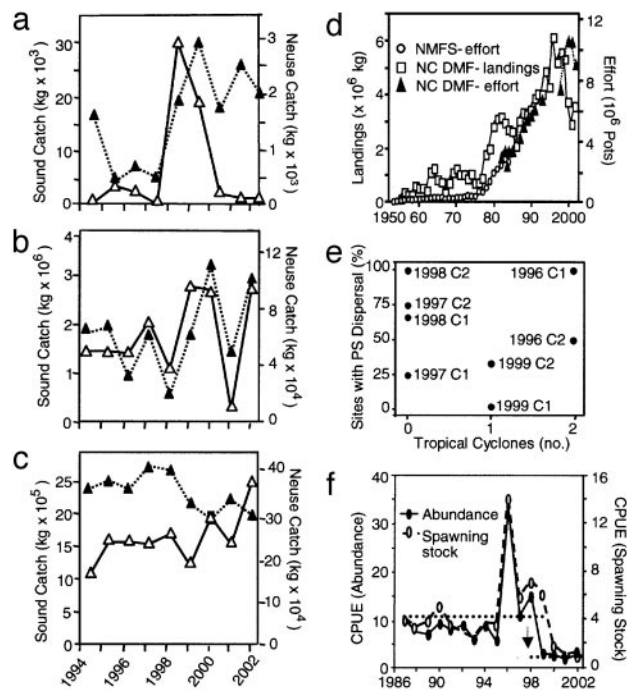 a
Sound Catch (kg x 10³)
30
20
10
0
3
2
1
0
Neuse Catch (kg x 10³)
b
Sound Catch (kg x 10⁶)
4
3
2
1
0
12
8
4
0
Neuse Catch (kg x 10⁴)
c
Sound Catch (kg x 10⁵)
25
20
15
10
5
0
40
30
20
10
0
Neuse Catch (kg x 10⁴)
1994
1996
1998
2000
2002
d
NMFS- effort
NC DMF- landings
NC DMF- effort
Landings (x 10⁶ kg)
6
4
2
1
0
12
8
4
0
Effort (10⁶ Pots)
1950
60
70
80
90
2000
e
Sites with PS Dispersal (%)
100
75
50
25
0
1998 C2
1996 C1
1997 C2
1998 C1
1996 C2
1999 C2
1997 C1
1999 C1
0
1
2
Tropical Cyclones (no.)
f
CPUE (Abundance)
40
35
30
20
10
0
Abundance
Spawning stock
16
12
8
4
0
CPUE (Spawning Stock)
1986
90
94
98
2002